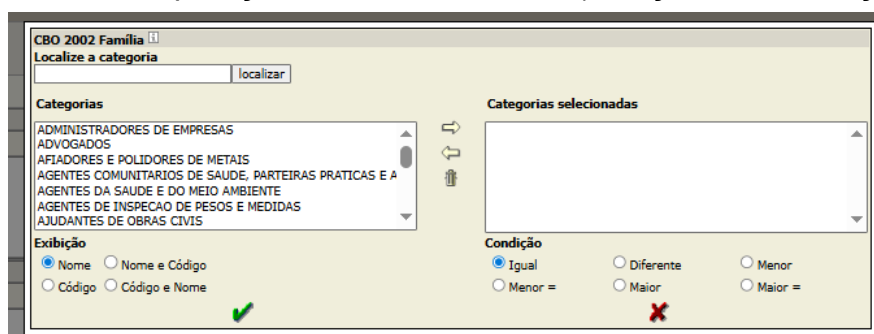 CBO 2002 Família
Localize a categoria
localizar
Categorias
Categorias selecionadas
ADMINISTRADORES DE EMPRESAS
ADVOGADOS
AFIADORES E POLIDORES DE METAIS
AGENTES COMUNITARIOS DE SAUDE, PARTEIRAS PRATICAS E A
AGENTES DA SAUDE E DO MEIO AMBIENTE
AGENTES DE INSPECAO DE PESOS E MEDIDAS
AJUDANTES DE OBRAS CIVIS
Exibição
Condição
Nome Nome e Código
Igual Diferente Menor
Código Código e Nome
Menor = Maior Maior =